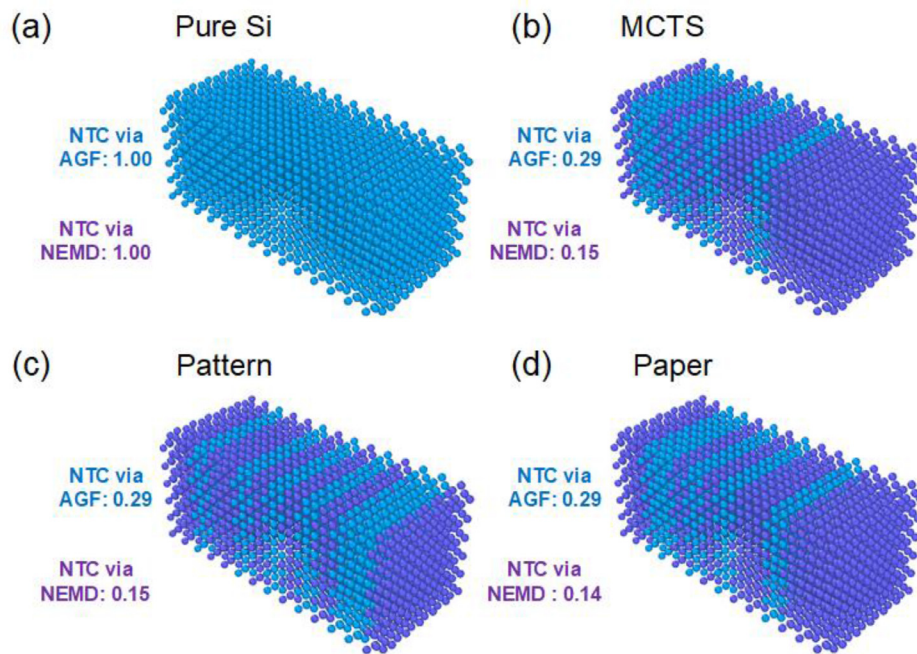 (a) Pure Si
NTC via
AGF: 1.00
NTC via
NEMD: 1.00
(b) MCTS
NTC via
AGF: 0.29
NTC via
NEMD: 0.15
(c) Pattern
NTC via
AGF: 0.29
NTC via
NEMD: 0.15
(d) Paper
NTC via
AGF: 0.29
NTC via
NEMD : 0.14